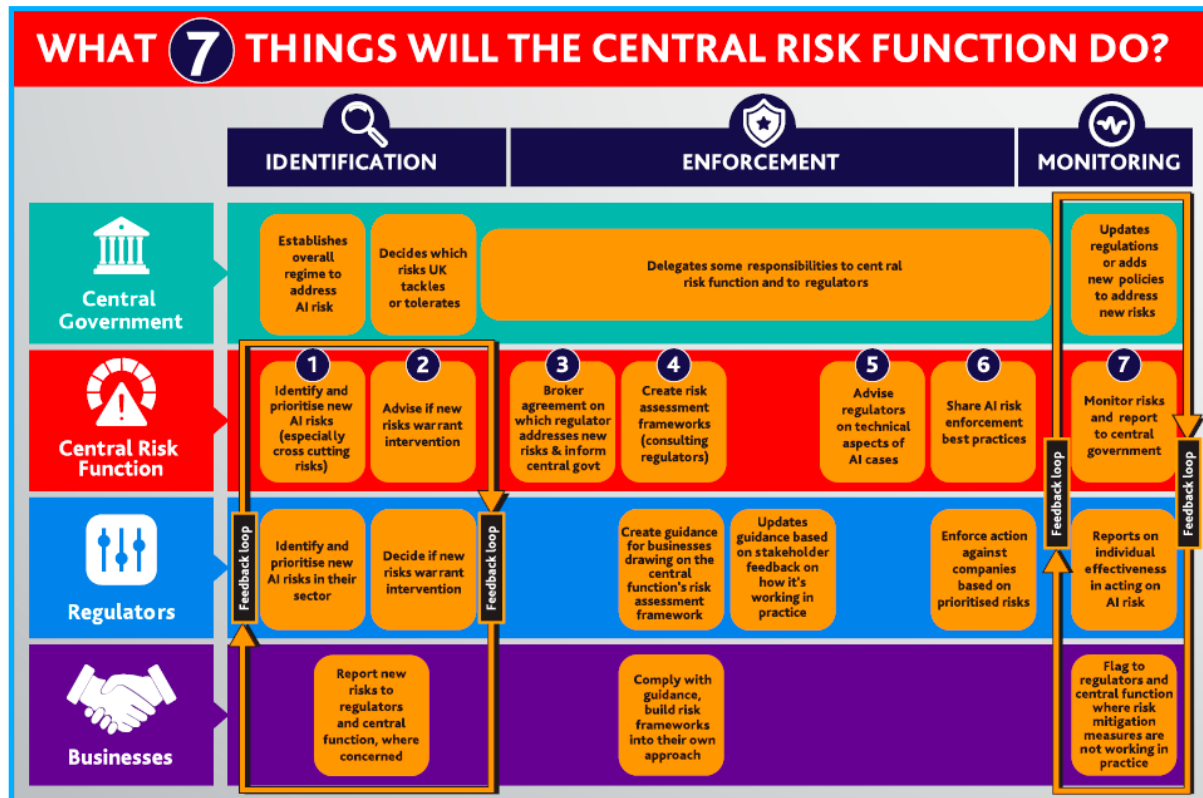 WHAT 7 THINGS WILL THE CENTRAL RISK FUNCTION DO?
IDENTIFICATION
ENFORCEMENT
MONITORING
Central
Government
Establishes
overall
regime to
address
AI risk
Decides which
risks UK
tackles
or tolerates
Delegates some responsibilities to central
risk function and to regulators
Updates
regulations
or adds
new policies
to address
new risks
Central Risk
Function
1
Identify and
prioritise new
AI risks
(especially
cross cutting
risks)
2
Advise if new
risks warrant
intervention
3
Broker
agreement on
which regulator
addresses new
risks & inform
central govt
4
Create risk
assessment
frameworks
(consulting
regulators)
5
Advise
regulators
on technical
aspects of
AI cases
6
Share AI risk
enforcement
best practices
7
Monitor risks
and report
to central
government
Regulators
Feedback loop
Identify and
prioritise new
AI risks in their
sector
Decide if new
risks warrant
intervention
Feedback loop
Create guidance
for businesses
drawing on the
central
function's risk
assessment
framework
Updates
guidance based
on stakeholder
feedback on
how it's
working in
practice
Enforce action
against
companies
based on
prioritised risks
Feedback loop
Reports on
individual
effectiveness
in acting on
AI risk
Feedback loop
Businesses
Report new
risks to
regulators
and central
function, where
concerned
Comply with
guidance,
build risk
frameworks
into their own
approach
Flag to
regulators and
central function
where risk
mitigation
measures are
not working in
practice